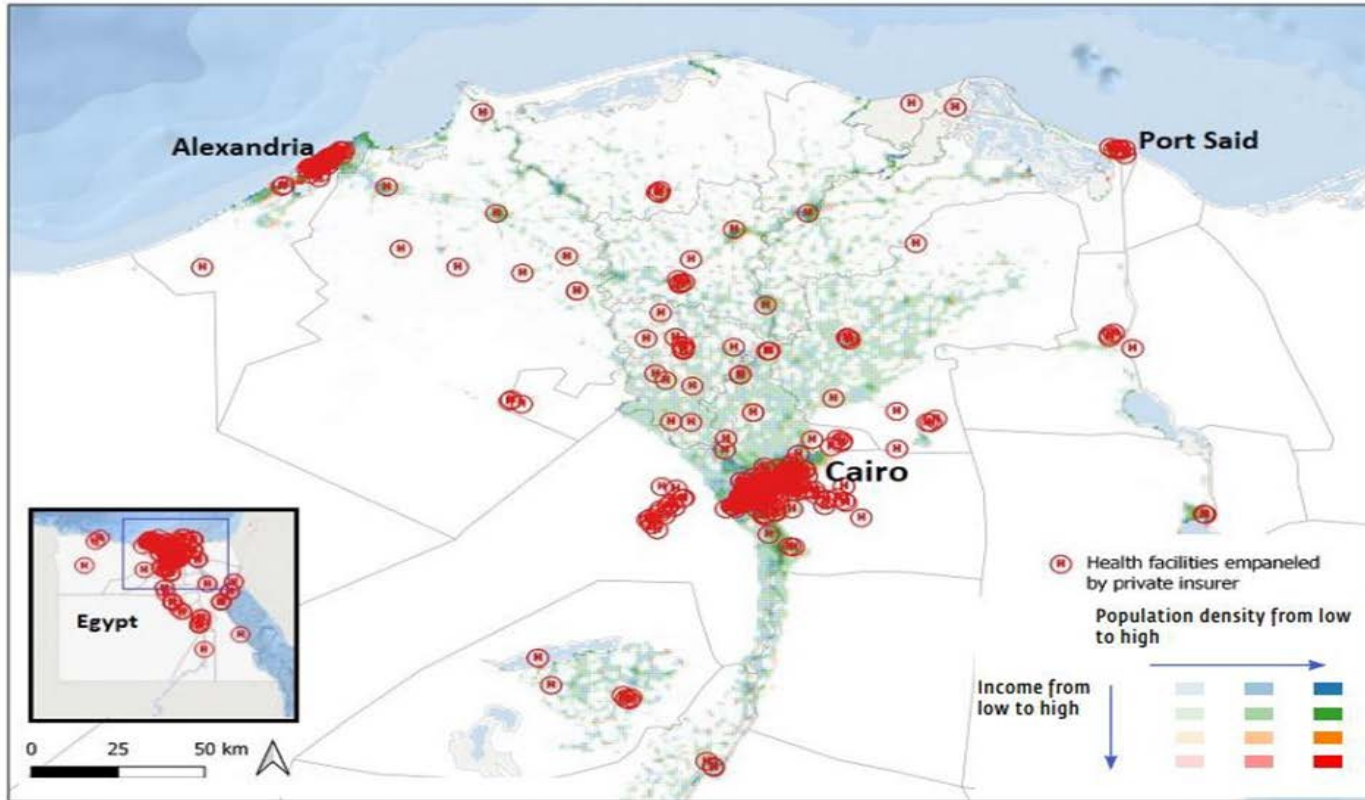 Alexandria
Port Said
Cairo
Egypt
0 25 50 km
H Health facilities empaneled
by private insurer
Population density from low
to high
Income from
low to high